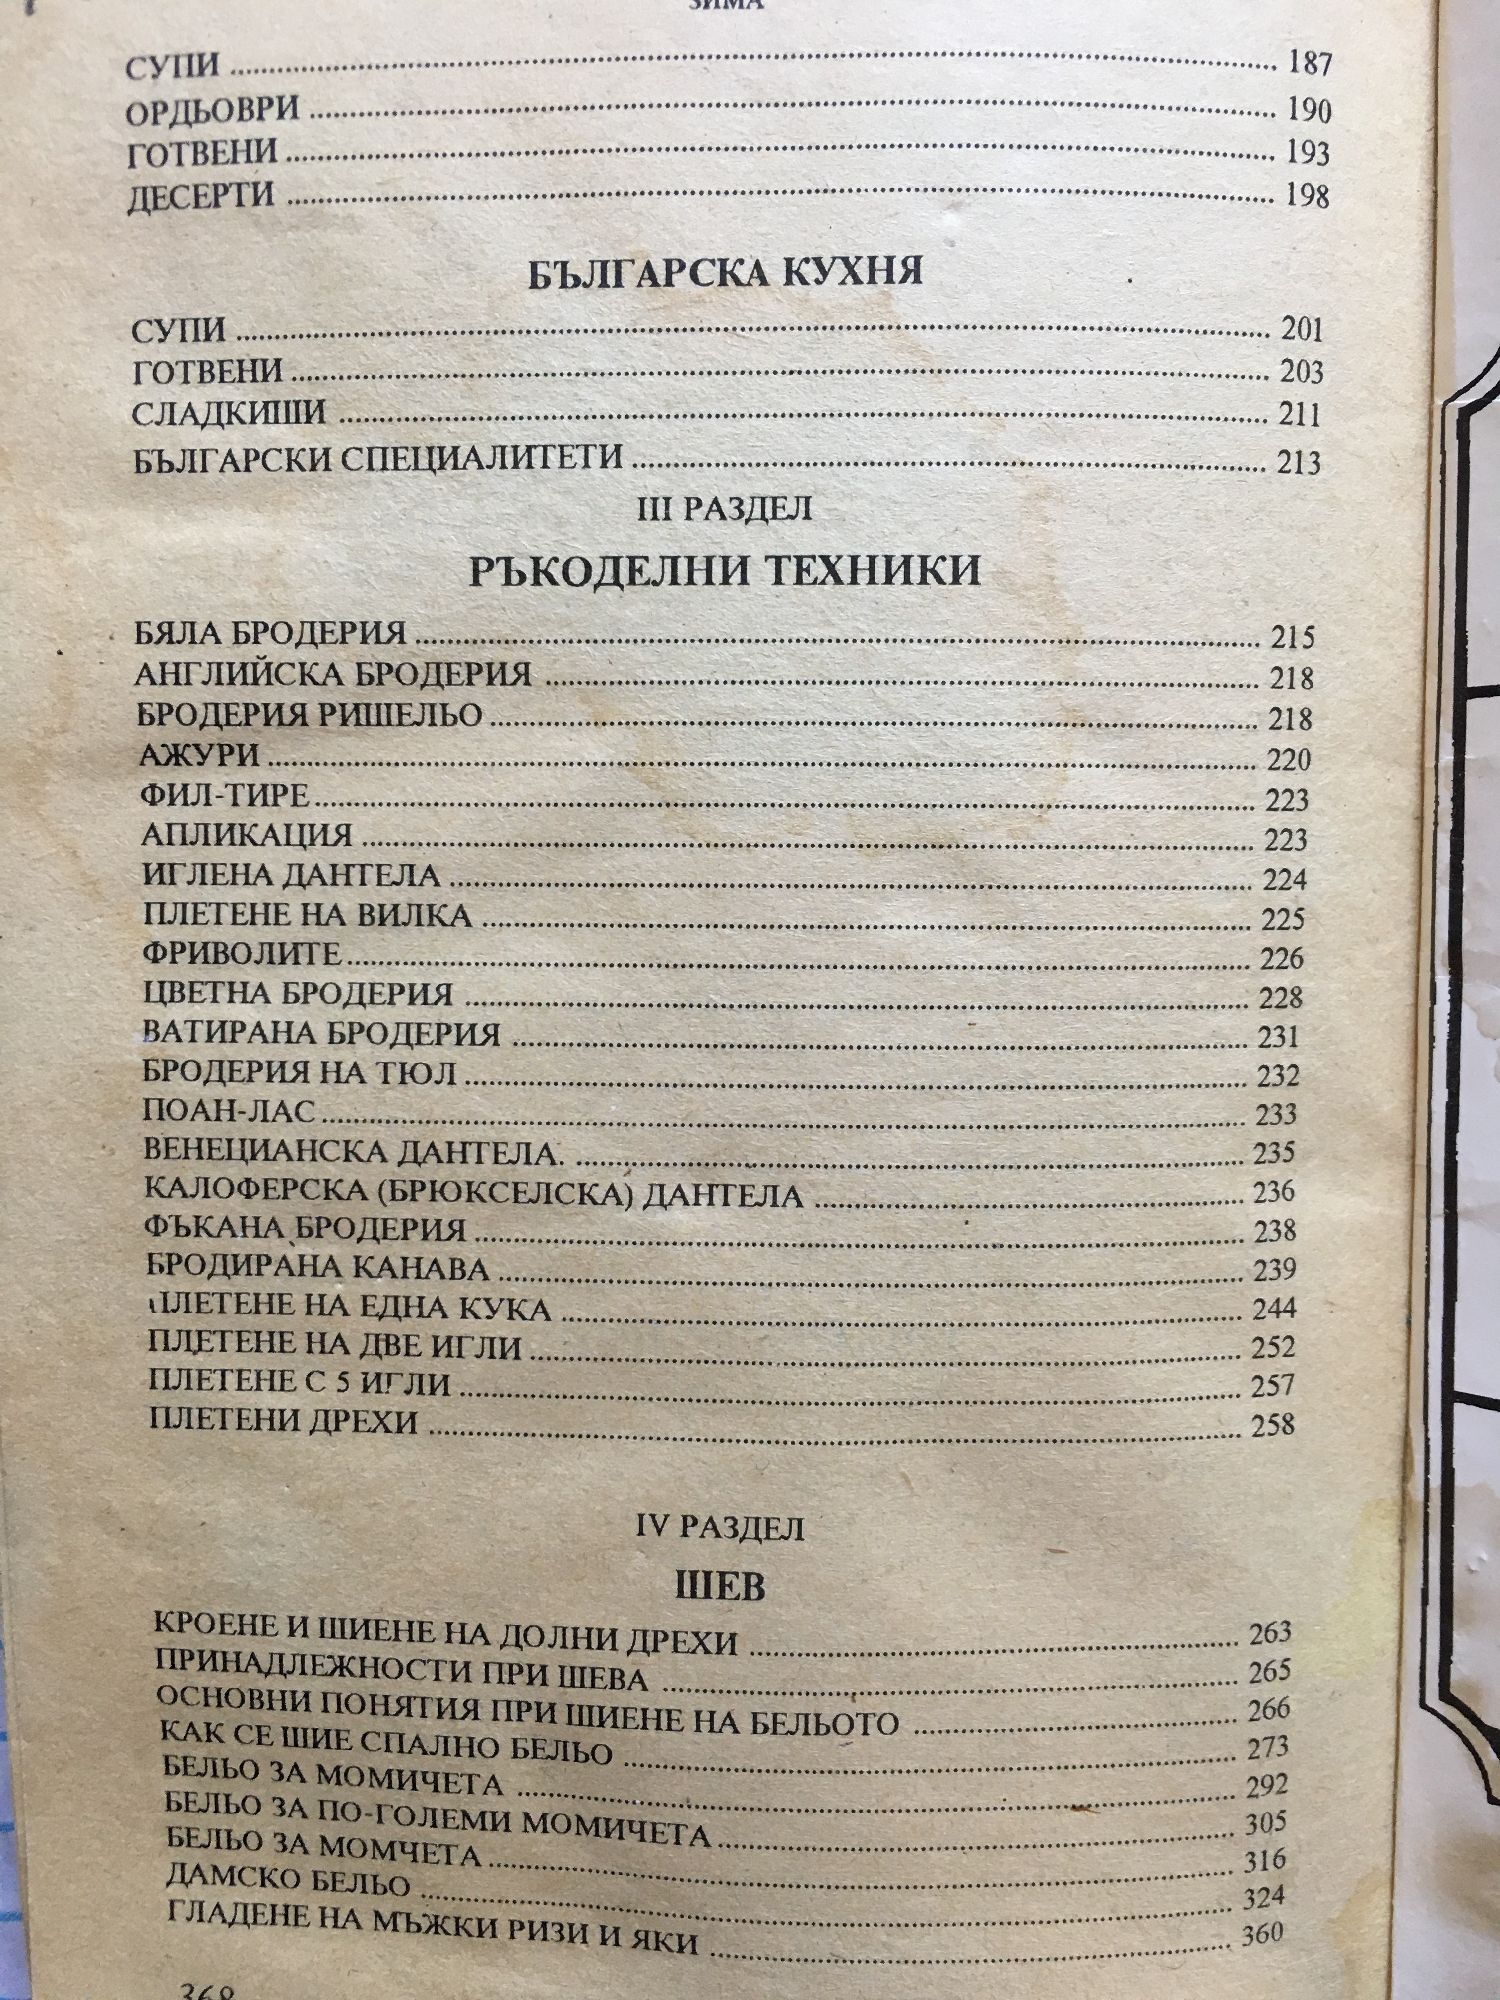 ЗИМА
СУПИ ........ 187
ОРДЬОВРИ ........ 190
ГОТВЕНИ ........ 193
ДЕСЕРТИ ........ 198
БЪЛГАРСКА КУХНЯ
СУПИ ........ 201
ГОТВЕНИ ........ 203
СЛАДКИШИ ........ 211
БЪЛГАРСКИ СПЕЦИАЛИТЕТИ ........ 213
III РАЗДЕЛ
РЪКОДЕЛНИ ТЕХНИКИ
БЯЛА БРОДЕРИЯ ........ 215
АНГЛИЙСКА БРОДЕРИЯ ........ 218
БРОДЕРИЯ РИШЕЛЬО ........ 218
АЖУРИ ........ 220
ФИЛ-ТИРЕ ........ 223
АПЛИКАЦИЯ ........ 223
ИГЛЕНА ДАНТЕЛА ........ 224
ПЛЕТЕНЕ НА ВИЛКА ........ 225
ФРИВОЛИТЕ ........ 226
ЦВЕТНА БРОДЕРИЯ ........ 228
ВАТИРАНА БРОДЕРИЯ ........ 231
БРОДЕРИЯ НА ТЮЛ ........ 232
ПОАН-ЛАС ........ 233
ВЕНЕЦИАНСКА ДАНТЕЛА. ........ 235
КАЛОФЕРСКА (БРЮКСЕЛСКА) ДАНТЕЛА ........ 236
ФЪКАНА БРОДЕРИЯ ........ 238
БРОДИРАНА КАНАВА ........ 239
ПЛЕТЕНЕ НА ЕДНА КУКА ........ 244
ПЛЕТЕНЕ НА ДВЕ ИГЛИ ........ 252
ПЛЕТЕНЕ С 5 ИГЛИ ........ 257
ПЛЕТЕНИ ДРЕХИ ........ 258
IV РАЗДЕЛ
ШЕВ
КРОЕНЕ И ШИЕНЕ НА ДОЛНИ ДРЕХИ ........ 263
ПРИНАДЛЕЖНОСТИ ПРИ ШЕВА ........ 265
ОСНОВНИ ПОНЯТИЯ ПРИ ШИЕНЕ НА БЕЛЬОТО ........ 266
КАК СЕ ШИЕ СПАЛНО БЕЛЬО ........ 273
БЕЛЬО ЗА МОМИЧЕТА ........ 292
БЕЛЬО ЗА ПО-ГОЛЕМИ МОМИЧЕТА ........ 305
БЕЛЬО ЗА МОМЧЕТА ........ 316
ДАМСКО БЕЛЬО ........ 324
ГЛАДЕНЕ НА МЪЖКИ РИЗИ И ЯКИ ........ 360
368